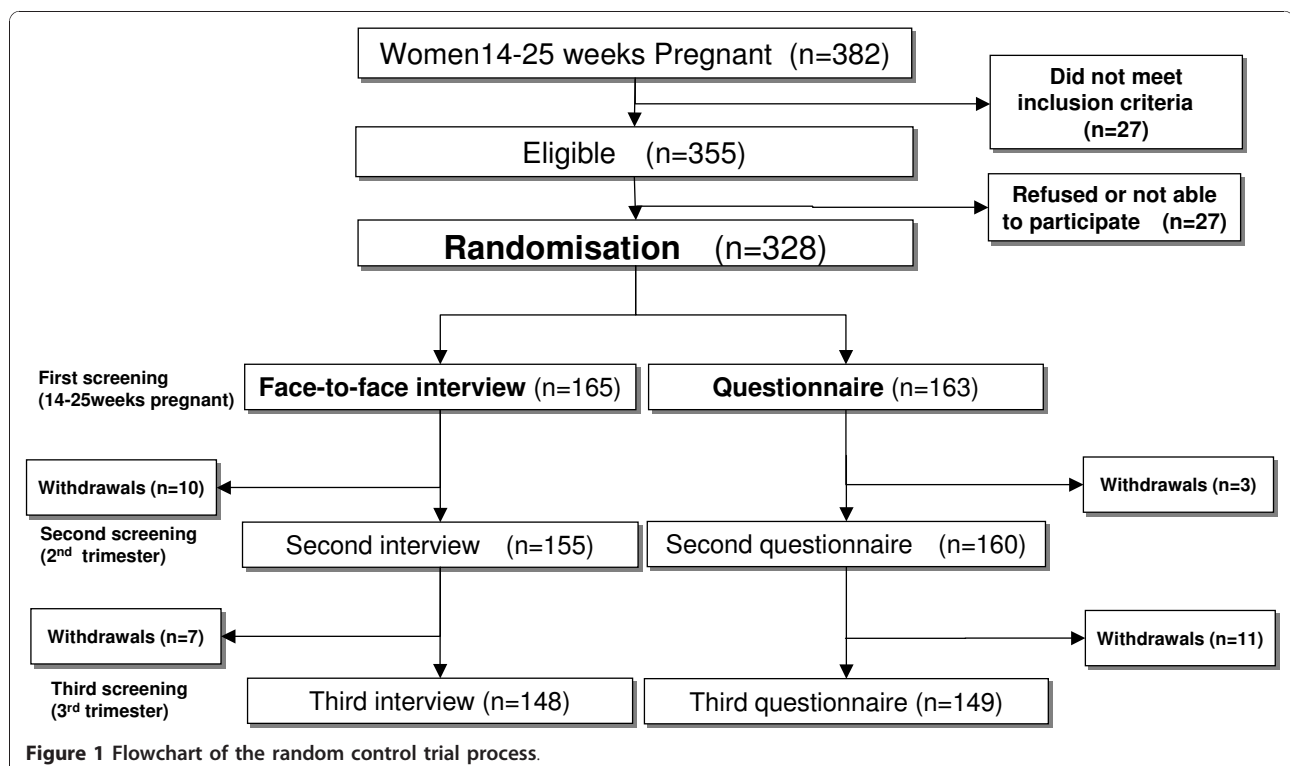 Women14-25 weeks Pregnant (n=382)
Did not meet
inclusion criteria
(n=27)
Eligible (n=355)
Refused or not able
to participate (n=27)
Randomisation (n=328)
First screening
(14-25weeks pregnant)
Face-to-face interview (n=165)
Questionnaire (n=163)
Withdrawals (n=10)
Withdrawals (n=3)
Second screening
(2nd trimester)
Second interview (n=155)
Second questionnaire (n=160)
Withdrawals (n=7)
Withdrawals (n=11)
Third screening
(3rd trimester)
Third interview (n=148)
Third questionnaire (n=149)
Figure 1 Flowchart of the random control trial process.